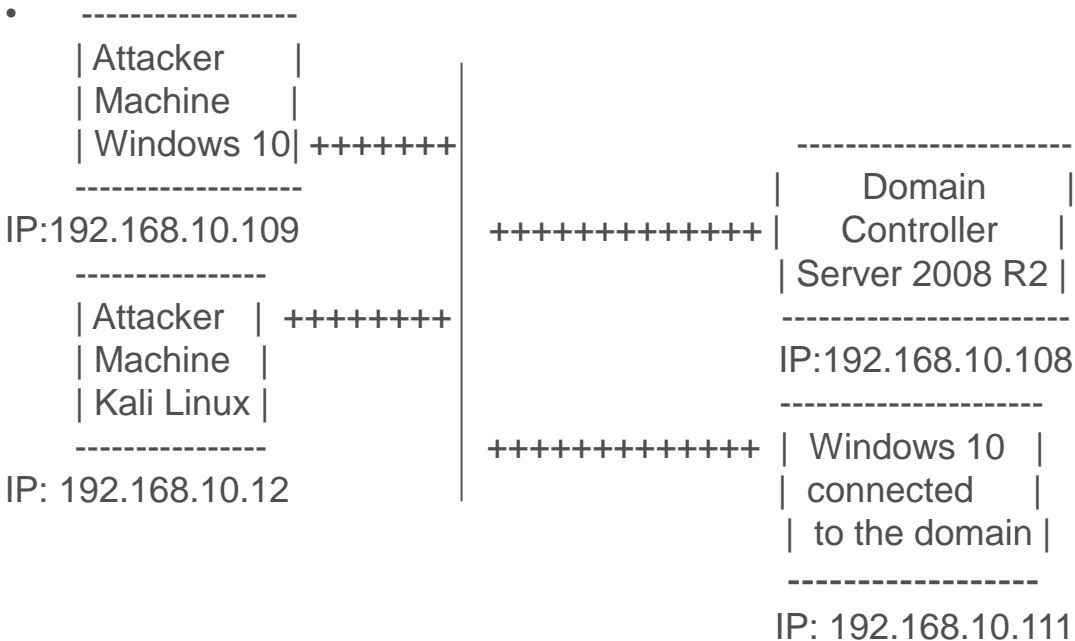 • ------------------
| Attacker |
| Machine |
| Windows 10| +++++++
-------------------
IP:192.168.10.109
----------------
| Attacker | ++++++++
| Machine |
| Kali Linux |
----------------
IP: 192.168.10.12
-----------------------
| Domain |
+++++++++++++ | Controller |
| Server 2008 R2 |
------------------------
IP:192.168.10.108
----------------------
+++++++++++++ | Windows 10 |
| connected |
| to the domain |
-------------------
IP: 192.168.10.111